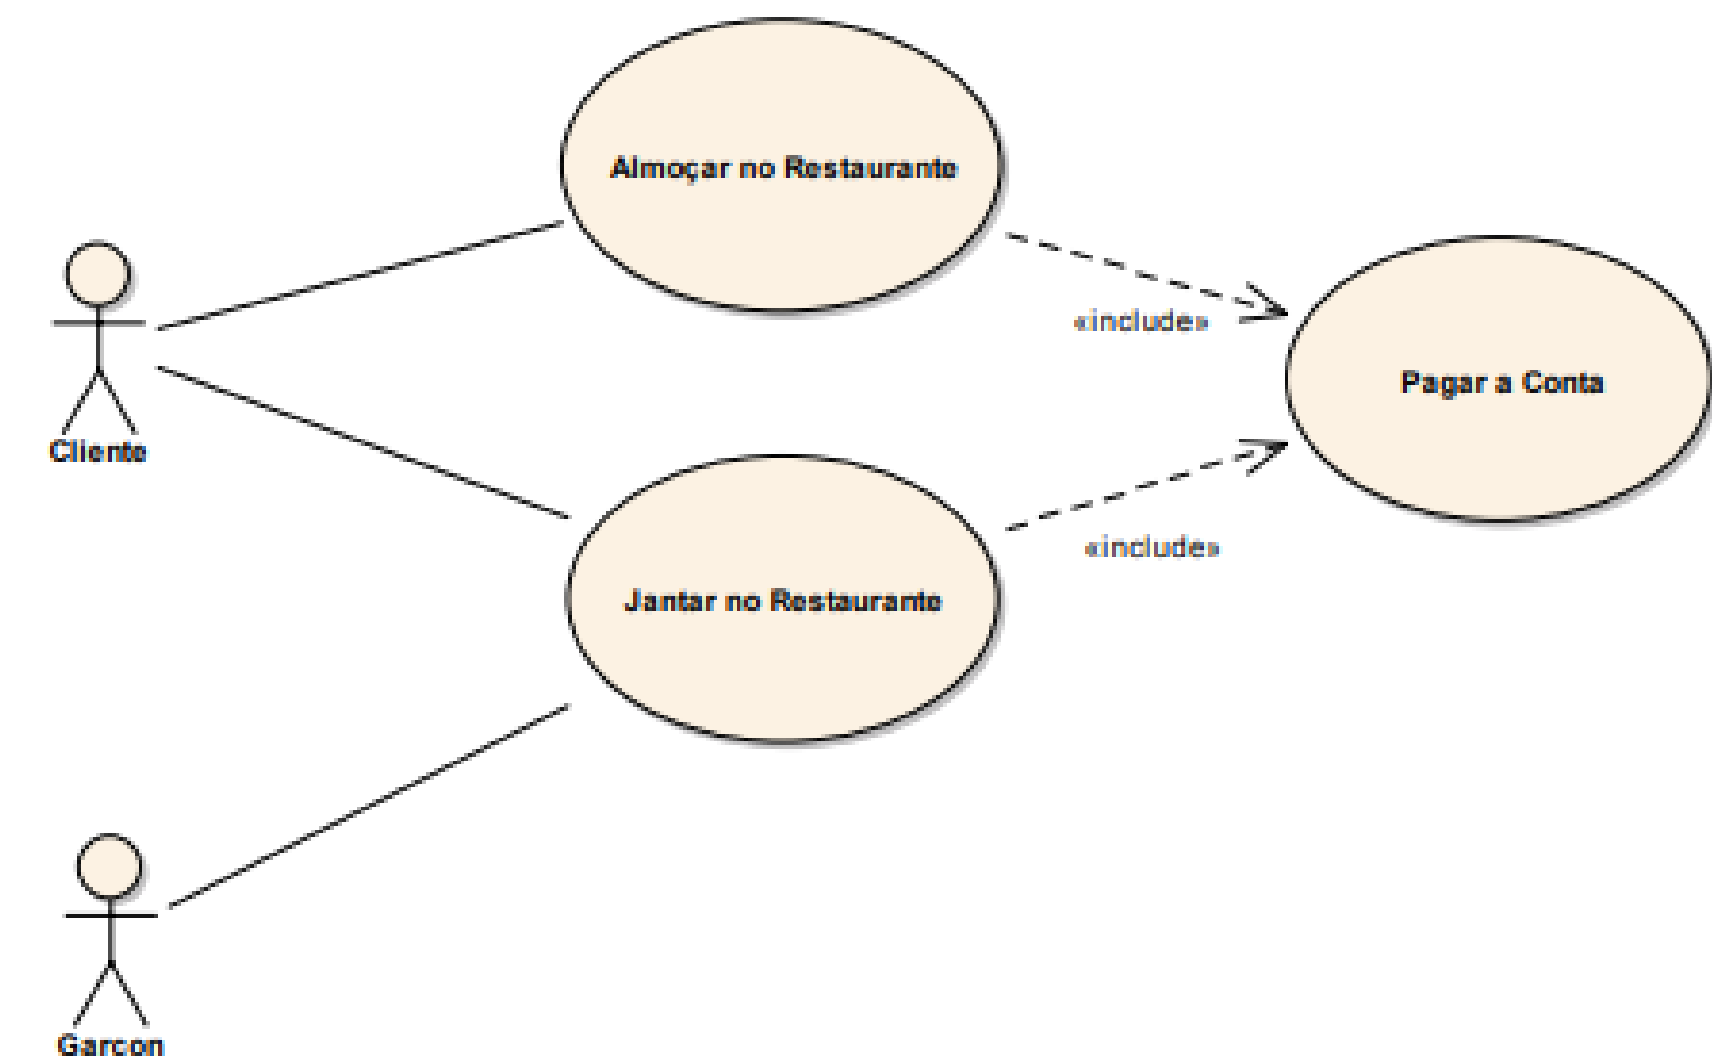 Almoçar no Restaurante
«include»
Pagar a Conta
Cliente
«include»
Jantar no Restaurante
Garcon